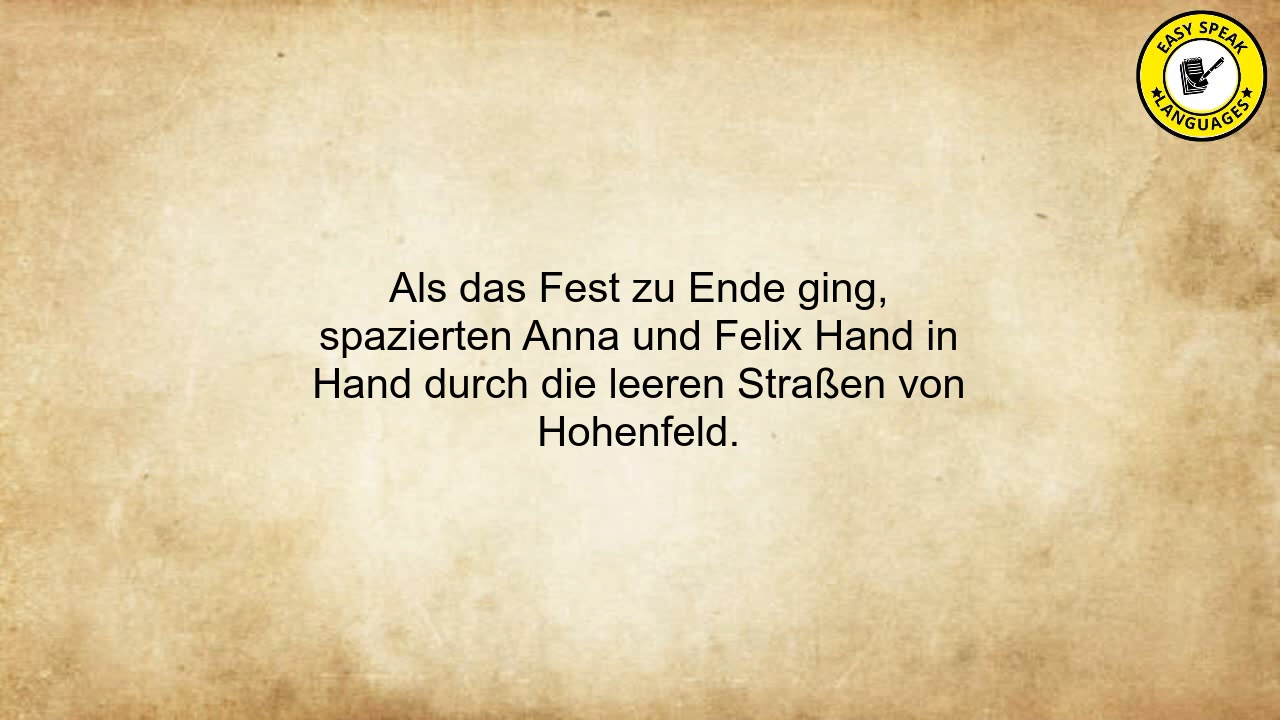 EASY SPEAK
LANGUAGES
Als das Fest zu Ende ging,
spazierten Anna und Felix Hand in
Hand durch die leeren Straßen von
Hohenfeld.